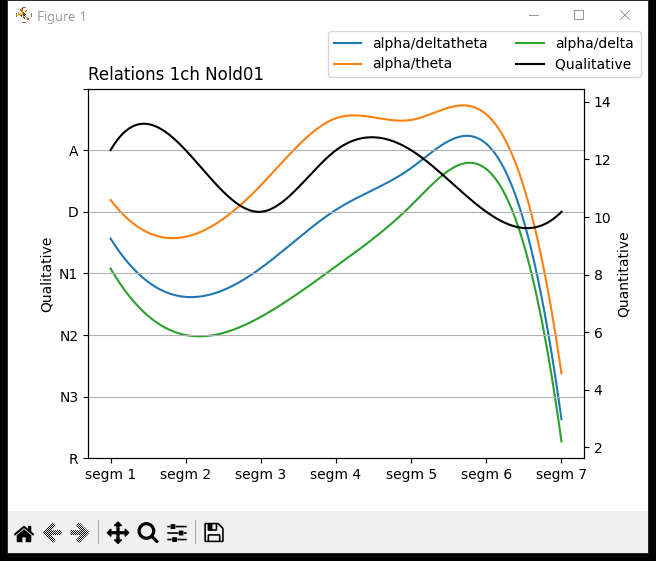 Figure 1
alpha/deltatheta
alpha/theta
alpha/delta
Qualitative
Relations 1ch Nold01
A
D
N1
N2
N3
R
Qualitative
14
12
10
8
6
4
2
Quantitative
segm 1 segm 2 segm 3 segm 4 segm 5 segm 6 segm 7